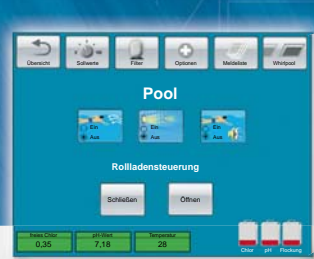 Übersicht
Sollwerte
Filter
Optionen
Meldeliste
Whirlpool
Pool
Ein
Aus
Ein
Aus
Ein
Aus
Rollladensteuerung
Schließen
Öffnen
freies Chlor
pH-Wert
Temperatur
0,35
7,18
28
Chlor
pH
Flockung